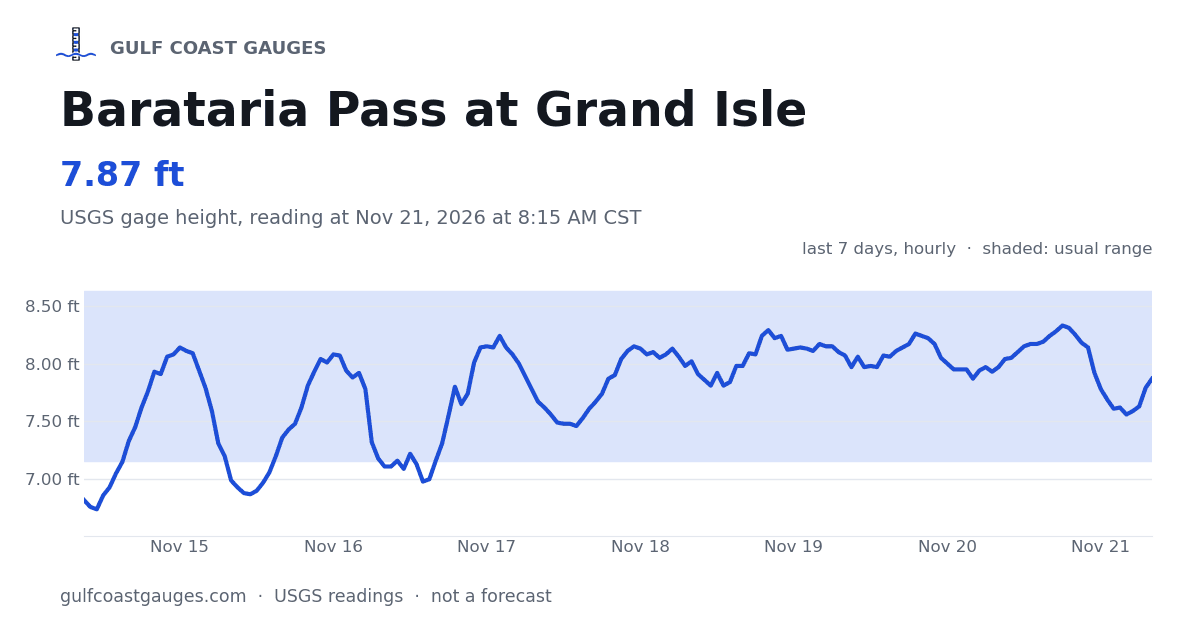 GULF COAST GAUGES
Barataria Pass at Grand Isle
7.87 ft
USGS gage height, reading at Nov 21, 2026 at 8:15 AM CST
last 7 days, hourly · shaded: usual range
8.50 ft
8.00 ft
7.50 ft
7.00 ft
Nov 15 Nov 16 Nov 17 Nov 18 Nov 19 Nov 20 Nov 21
gulfcoastgauges.com · USGS readings · not a forecast